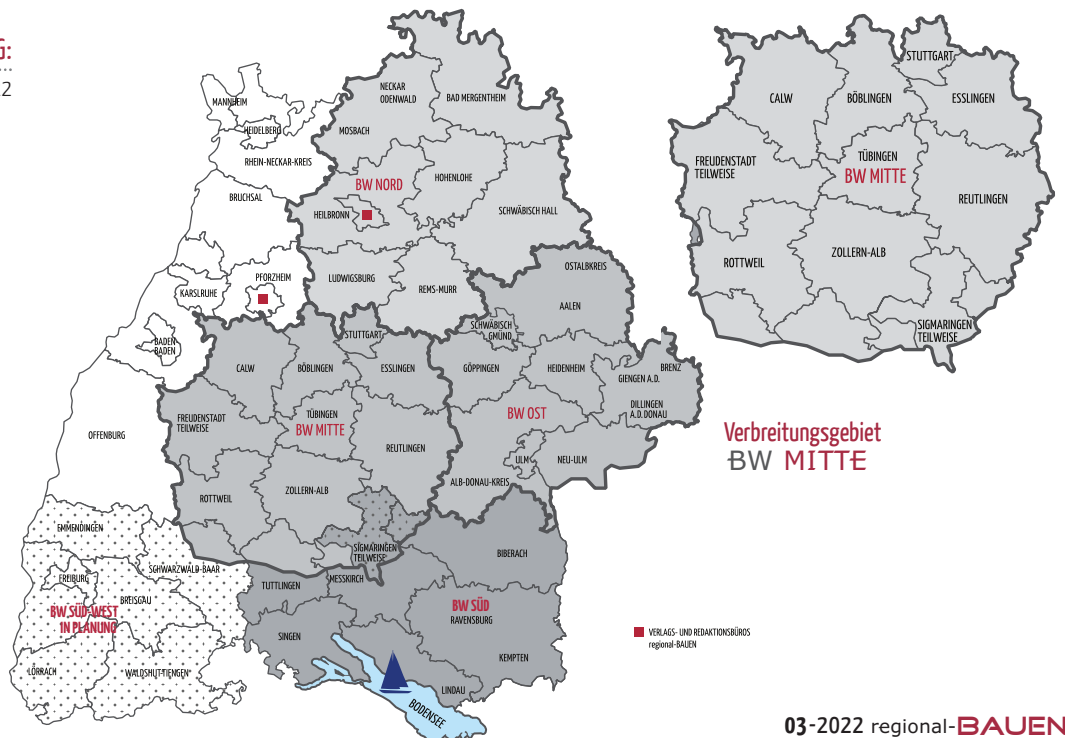 G:
2
MANNHEIM
HEIDELBERG
RHEIN-NECKAR-KREIS
BRUCHSAL
PFORZHEIM
KARSLRUHE
BADEN
BADEN
OFFENBURG
NECKAR
ODENWALD
BAD MERGENTHEIM
MOSBACH
BW NORD
HOHENLOHE
HEILBRONN
SCHWÄBISCH HALL
LUDWIGSBURG
REMS-MURR
OSTALBKREIS
AALEN
SCHWÄBISCH
GMÜND
GÖPPINGEN
HEIDENHEIM
BRENZ
GIENGEN A.D.
DILLINGEN
A.D. DONAU
BW OST
ULM
NEU-ULM
ALB-DONAU-KREIS
STUTTGART
CALW
BÖBLINGEN
ESSLINGEN
FREUDENSTADT
TEILWEISE
TÜBINGEN
BW MITTE
REUTLINGEN
ROTTWEIL
ZOLLERN-ALB
SIGMARINGEN
TEILWEISE
EMMENDINGEN
FREIBURG
SCHWARZWALD-BAAR
BREISGAU
BW SÜD-WEST
IN PLANUNG
LÖRRACH
WALDSHUT-TIENGEN
TUTTLINGEN
MESSKIRCH
BIBERACH
BW SÜD
RAVENSBURG
SINGEN
KEMPTEN
LINDAU
BODENSEE
STUTTGART
CALW
BÖBLINGEN
ESSLINGEN
FREUDENSTADT
TEILWEISE
TÜBINGEN
BW MITTE
REUTLINGEN
ROTTWEIL
ZOLLERN-ALB
SIGMARINGEN
TEILWEISE
Verbreitungsgebiet
BW MITTE
VERLAGS- UND REDAKTIONSBÜROS
regional-BAUEN
03-2022 regional-BAUEN